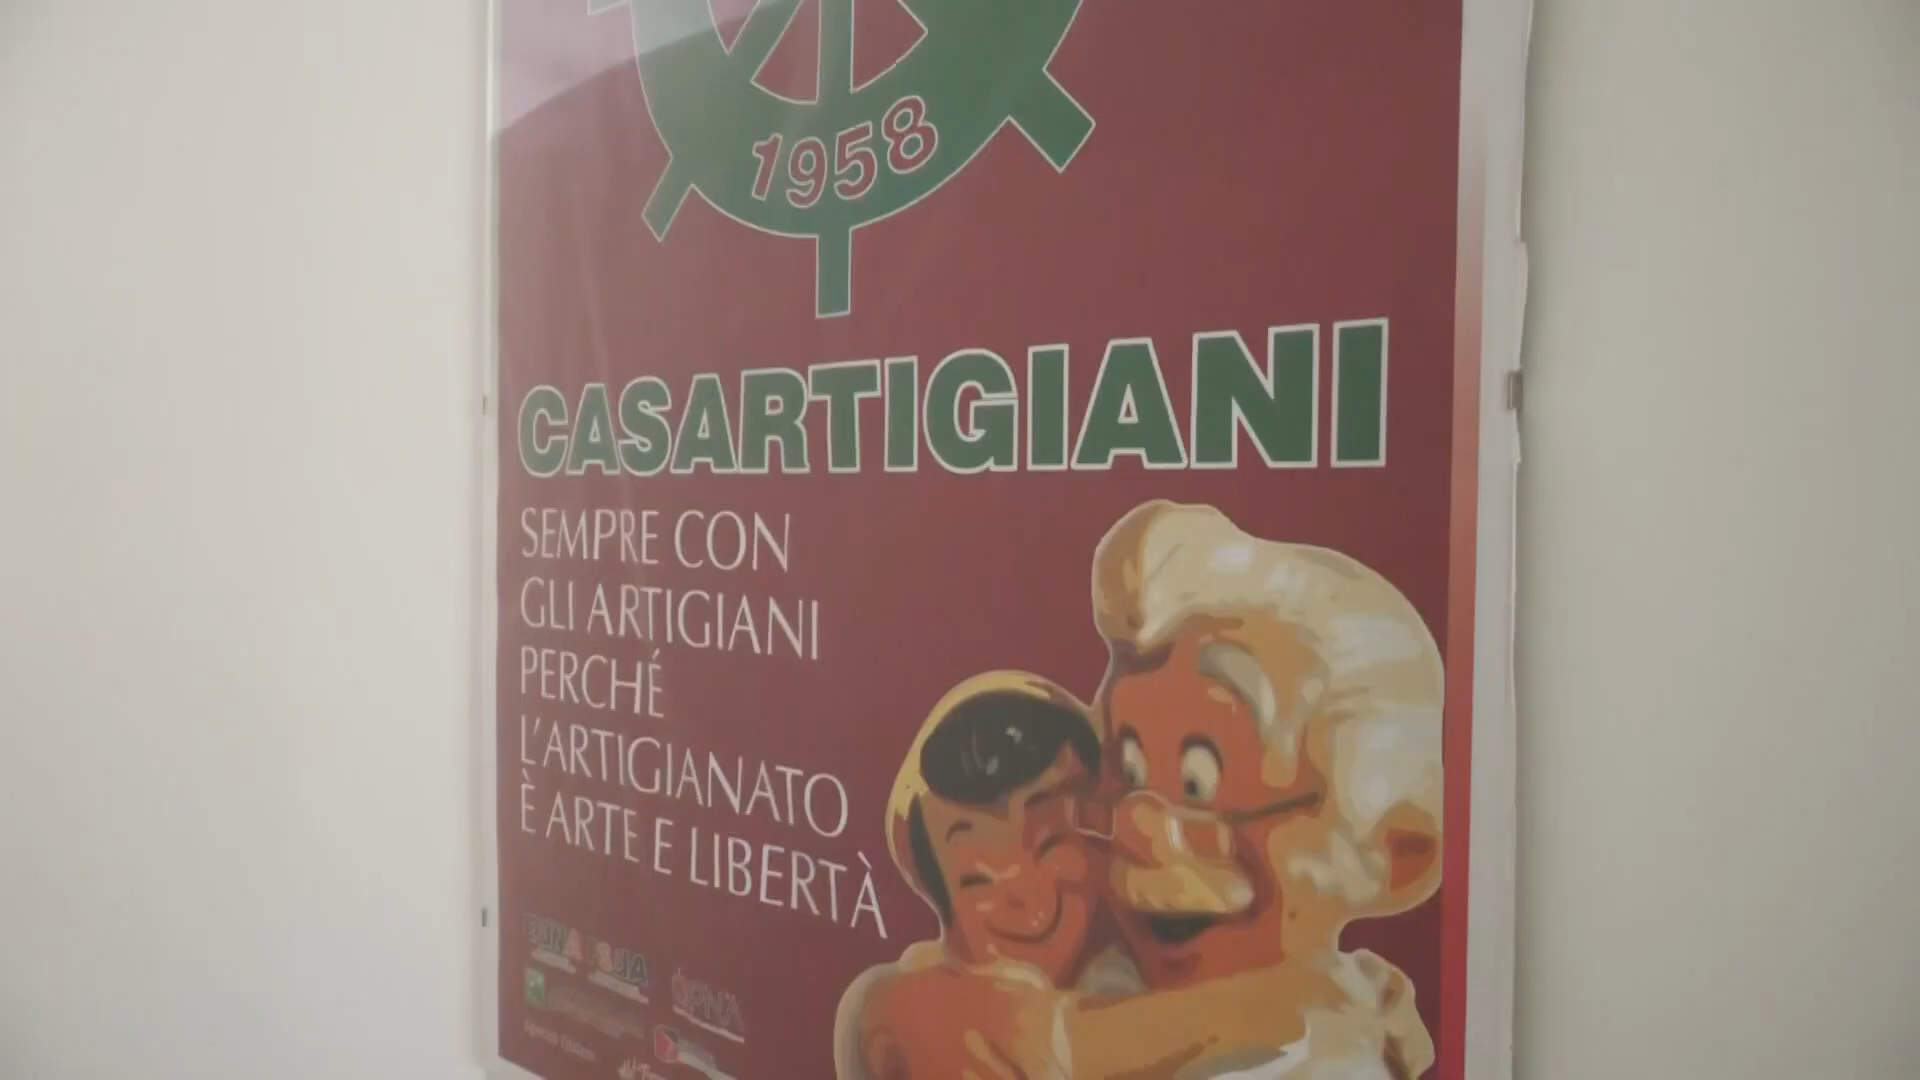 1958
CASARTIGIANI
SEMPRE CON
GLI ARTIGIANI
PERCHÉ
L'ARTIGIANATO
È ARTE E LIBERTÀ